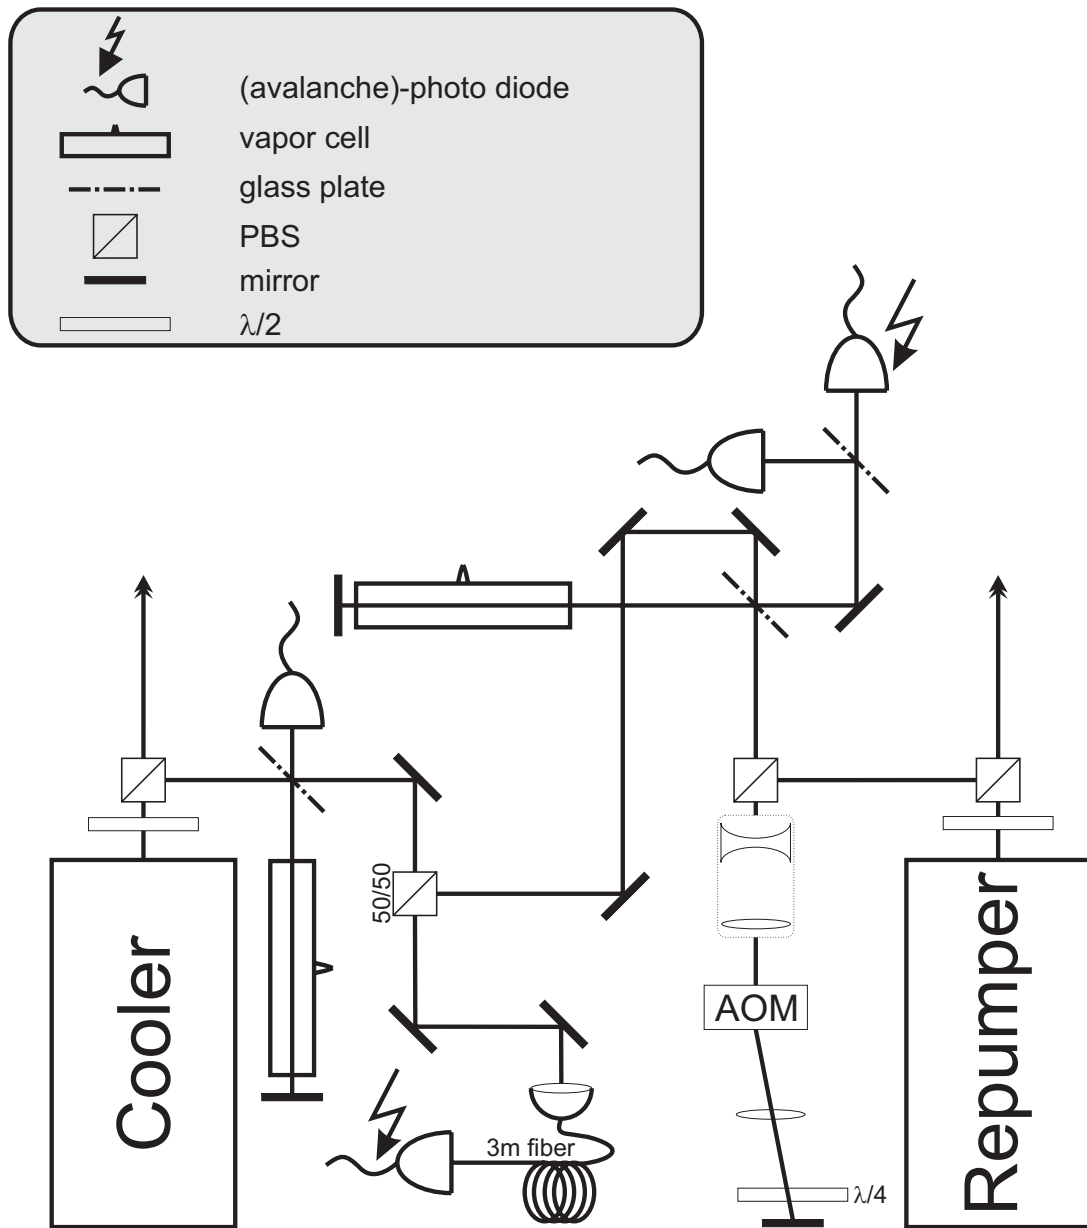 (avalanche)-photo diode
vapor cell
glass plate
PBS
mirror
λ/2
50/50
Cooler
AOM
Repumper
3m fiber
λ/4